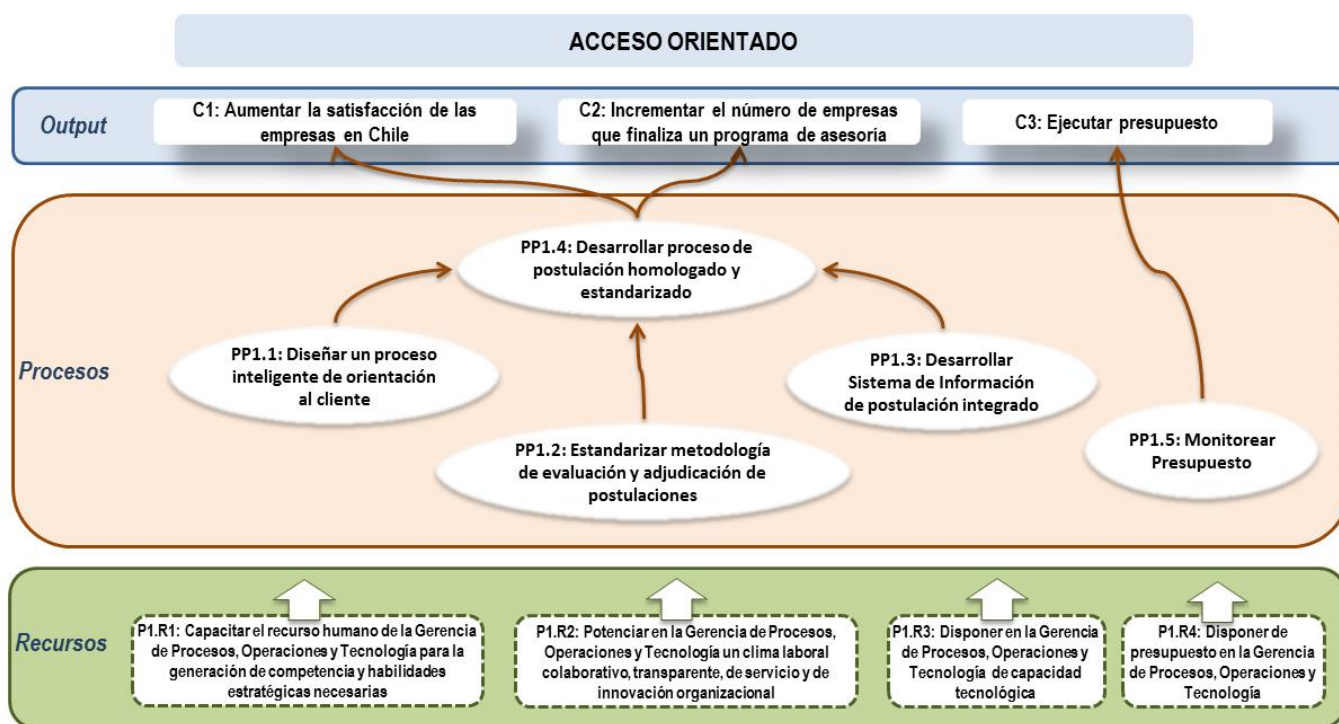 ACCESO ORIENTADO
Output
C1: Aumentar la satisfacción de las
empresas en Chile
C2: Incrementar el número de empresas
que finaliza un programa de asesoría
C3: Ejecutar presupuesto
Procesos
PP1.4: Desarrollar proceso de
postulación homologado y
estandarizado
PP1.1: Diseñar un proceso
inteligente de orientación
al cliente
PP1.2: Estandarizar metodología
de evaluación y adjudicación de
postulaciones
PP1.3: Desarrollar
Sistema de Información
de postulación integrado
PP1.5: Monitorear
Presupuesto
Recursos
P1.R1: Capacitar el recurso humano de la Gerencia
de Procesos, Operaciones y Tecnología para la
generación de competencia y habilidades
estratégicas necesarias
P1.R2: Potenciar en la Gerencia de Procesos,
Operaciones y Tecnología un clima laboral
colaborativo, transparente, de servicio y de
innovación organizacional
P1.R3: Disponer en la Gerencia
de Procesos, Operaciones y
Tecnología de capacidad
tecnológica
P1.R4: Disponer de
presupuesto en la Gerencia
de Procesos, Operaciones y
Tecnología